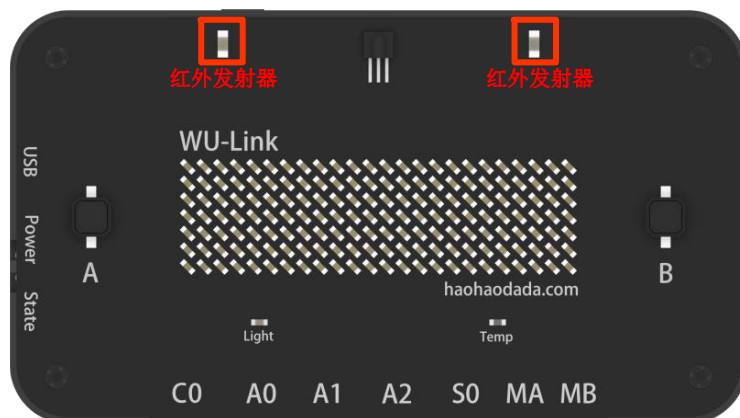 红外发射器
红外发射器
WU-Link
USB
Power
State
A
B
haohaodada.com
Light
Temp
C0 A0 A1 A2 S0 MA MB